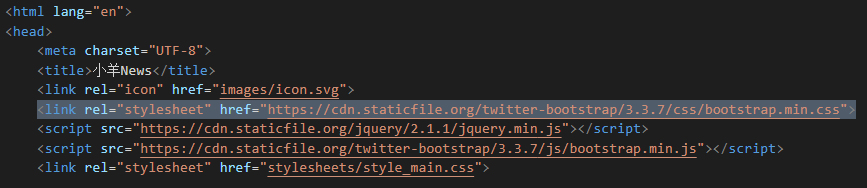 <html lang="en">
<head>
<meta charset="UTF-8">
<title>小羊News</title>
<link rel="icon" href="images/icon.svg">
<link rel="stylesheet" href="https://cdn.staticfile.org/twitter-bootstrap/3.3.7/css/bootstrap.min.css">
<script src="https://cdn.staticfile.org/jquery/2.1.1/jquery.min.js"></script>
<script src="https://cdn.staticfile.org/twitter-bootstrap/3.3.7/js/bootstrap.min.js"></script>
<link rel="stylesheet" href="stylesheets/style_main.css">